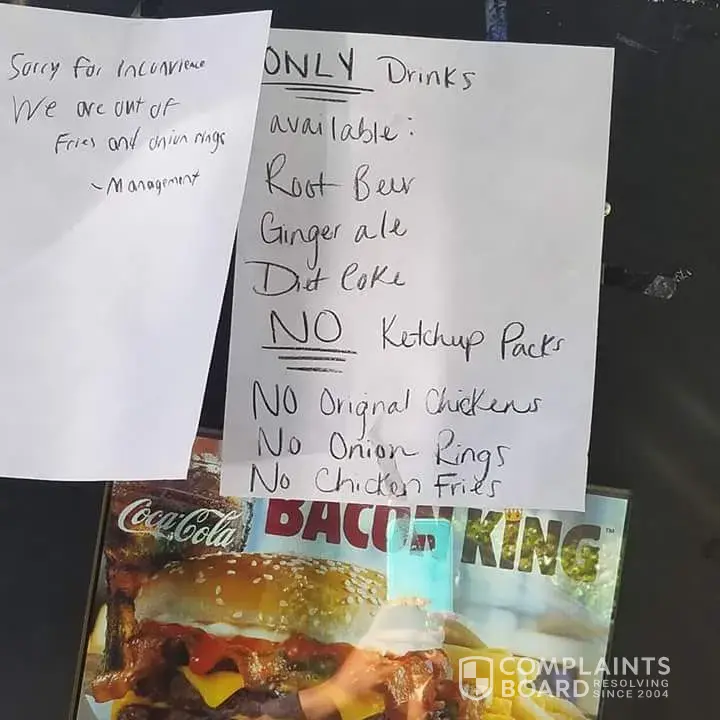 Sorry for inconvience
We are out of
Fries and onion rings
~Management
ONLY Drinks
available:
Root Beer
Ginger ale
Diet Coke
NO Ketchup Packs
NO Orignal Chickens
No Onion Rings
No Chicken Fries
Coca-Cola
BACON KING™
COMPLAINTS
BOARD RESOLVING
SINCE 2004